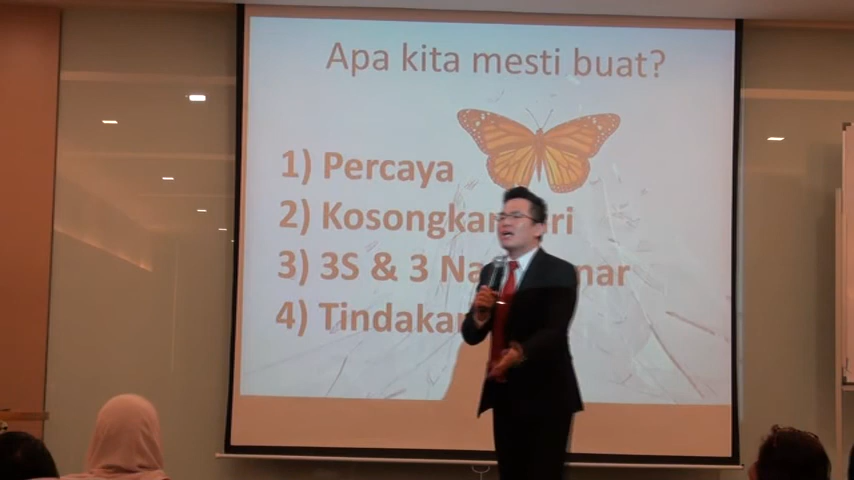 Apa kita mesti buat?
1) Percaya
2) Kosongkan
3) 3S & 3
4) Tindakan